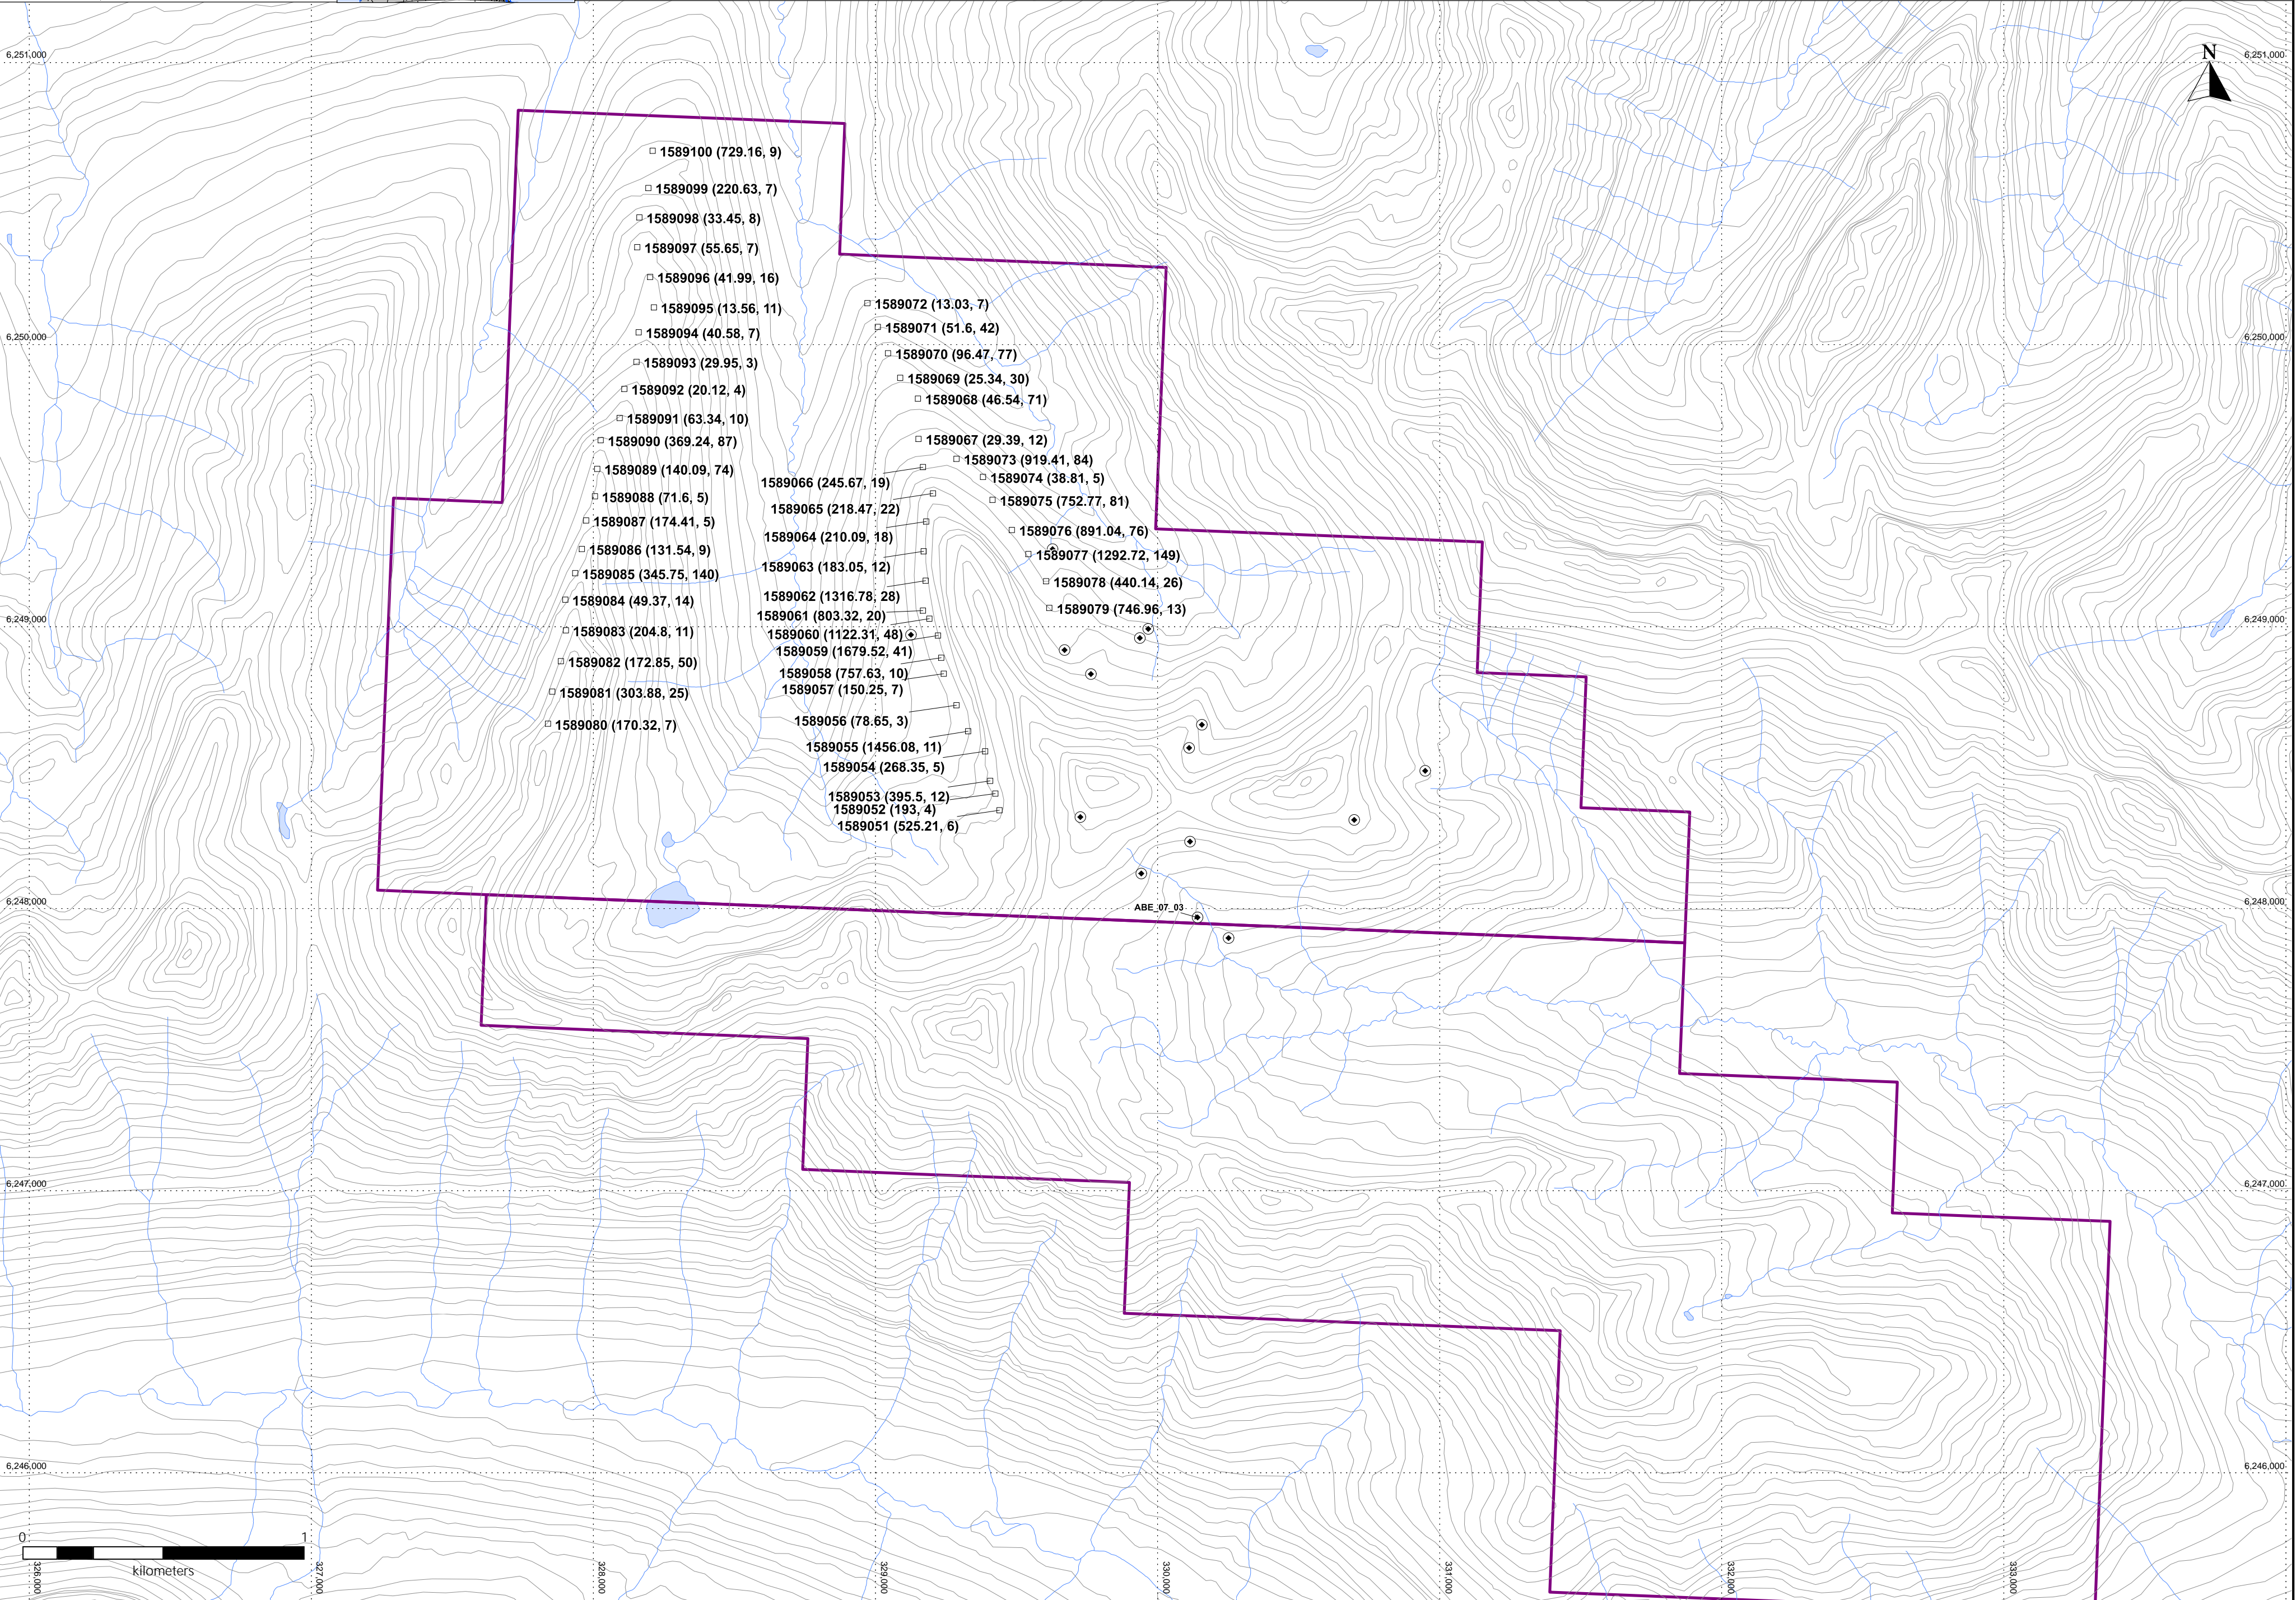 6,251,000
6,251,000
N
1589100 (729.16, 9)
1589099 (220.63, 7)
1589098 (33.45, 8)
1589097 (55.65, 7)
1589096 (41.99, 16)
1589095 (13.56, 11)
1589094 (40.58, 7)
6,250,000
6,250,000
1589093 (29.95, 3)
1589092 (20.12, 4)
1589091 (63.34, 10)
1589090 (369.24, 87)
1589089 (140.09, 74)
1589088 (71.6, 5)
1589087 (174.41, 5)
1589086 (131.54, 9)
1589085 (345.75, 140)
1589084 (49.37, 14)
1589083 (204.8, 11)
1589082 (172.85, 50)
1589081 (303.88, 25)
1589080 (170.32, 7)
1589072 (13.03, 7)
1589071 (51.6, 42)
1589070 (96.47, 77)
1589069 (25.34, 30)
1589068 (46.54, 71)
1589067 (29.39, 12)
1589073 (919.41, 84)
1589074 (38.81, 5)
1589075 (752.77, 81)
1589076 (891.04, 76)
1589077 (1292.72, 149)
1589078 (440.14, 26)
1589079 (746.96, 13)
1589066 (245.67, 19)
1589065 (218.47, 22)
1589064 (210.09, 18)
1589063 (183.05, 12)
1589062 (1316.78, 28)
1589061 (803.32, 20)
1589060 (1122.31, 48)
1589059 (1679.52, 41)
1589058 (757.63, 10)
1589057 (150.25, 7)
1589056 (78.65, 3)
1589055 (1456.08, 11)
1589054 (268.35, 5)
1589053 (395.5, 12)
1589052 (193, 4)
1589051 (525.21, 6)
6,249,000
6,249,000
ABE_07_03
6,248,000
6,248,000
6,247,000
6,247,000
6,246,000
6,246,000
0 1
kilometers
326,000
327,000
328,000
329,000
330,000
331,000
332,000
333,000